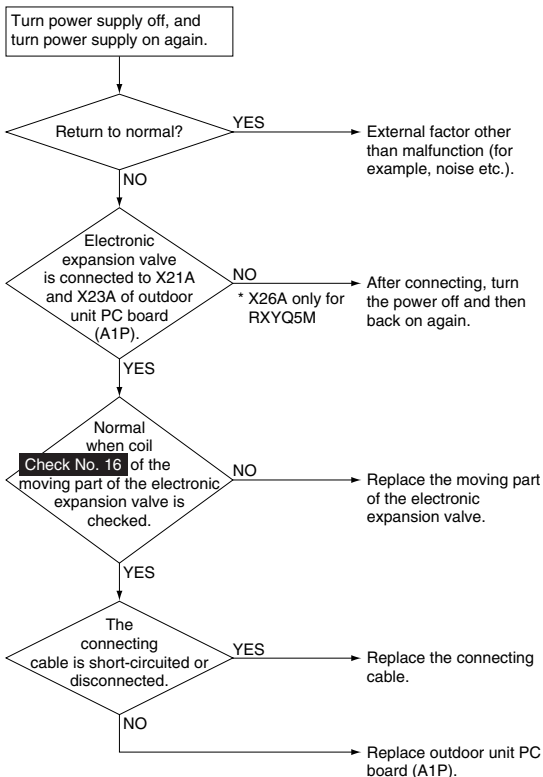 Turn power supply off, and
turn power supply on again.
Return to normal?
YES
External factor other
than malfunction (for
example, noise etc.).
NO
Electronic
expansion valve
is connected to X21A
and X23A of outdoor
unit PC board
(A1P).
NO
* X26A only for
RXYQ5M
After connecting, turn
the power off and then
back on again.
YES
Normal
when coil
Check No. 16 of the
moving part of the electronic
expansion valve is
checked.
NO
Replace the moving part
of the electronic
expansion valve.
YES
The
connecting
cable is short-circuited or
disconnected.
YES
Replace the connecting
cable.
NO
Replace outdoor unit PC
board (A1P).